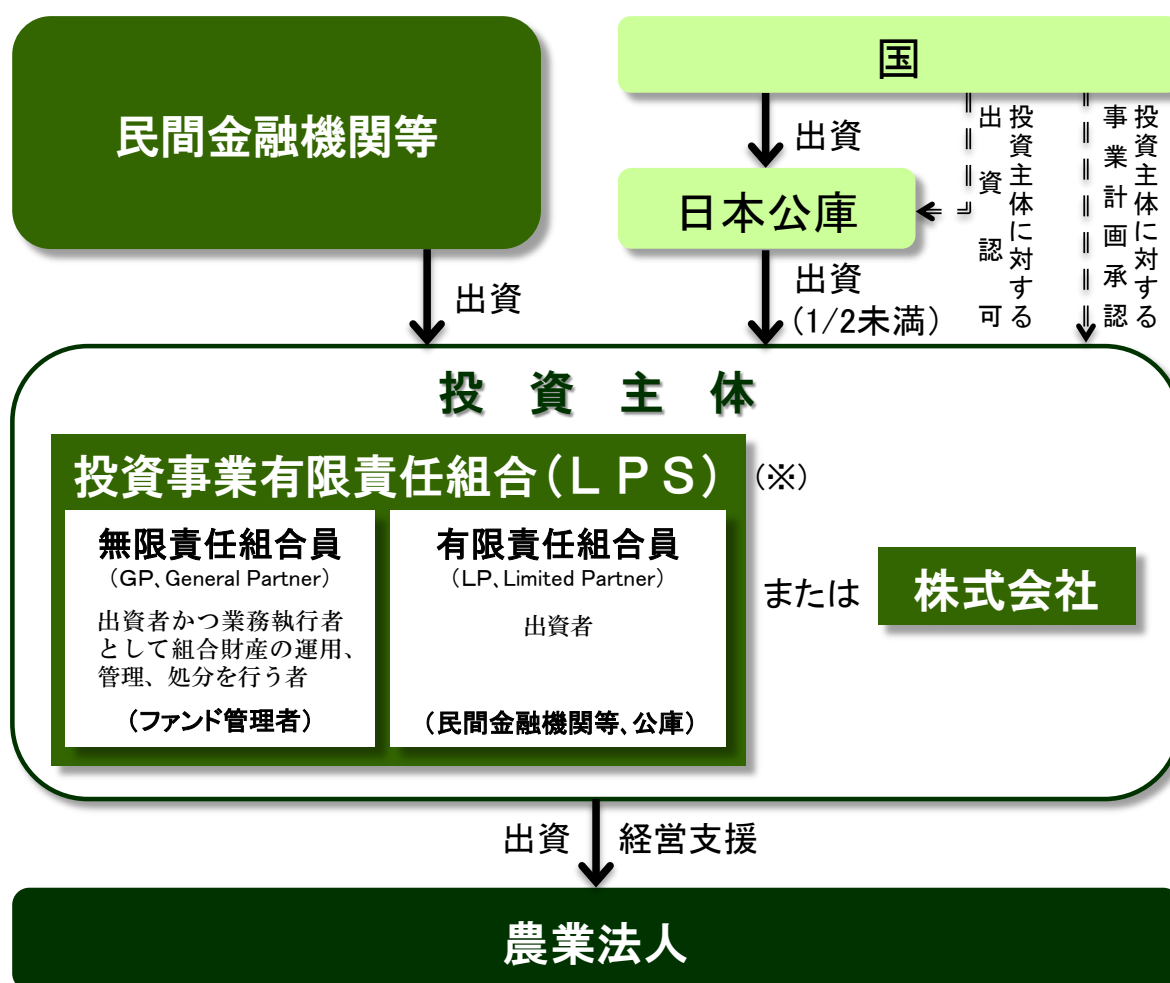 民間金融機関等
国
出資
投資主体に対する
出資認可
投資主体に対する
事業計画承認
日本公庫
出資
出資
(1/2未満)
投資主体
投資事業有限責任組合(LPS)
(※)
無限責任組合員
(GP、General Partner)
出資者かつ業務執行者
として組合財産の運用、
管理、処分を行う者
(ファンド管理者)
有限責任組合員
(LP、Limited Partner)
出資者
(民間金融機関等、公庫)
または
株式会社
出資
経営支援
農業法人